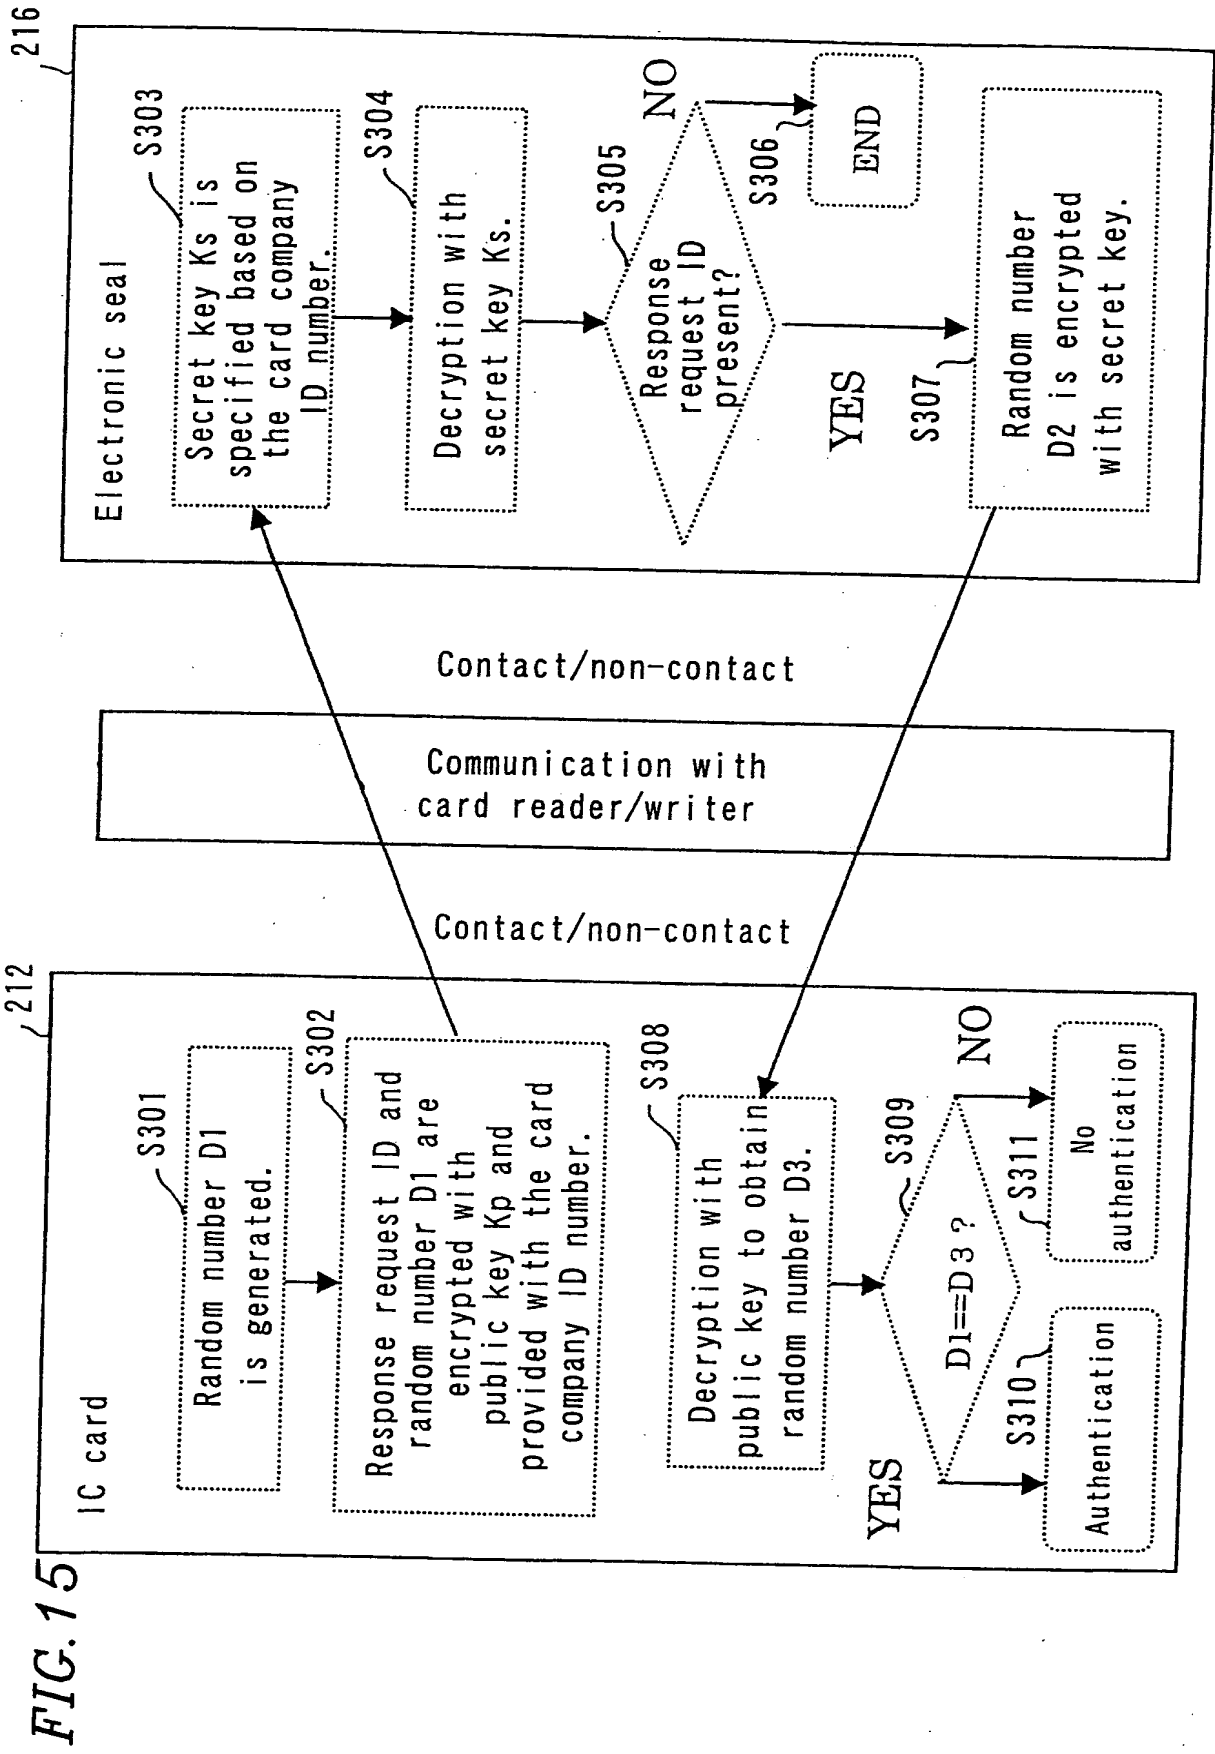 FIG. 15
212
IC card
S301
Random number D1
is generated.
S302
Response request ID and
random number D1 are
encrypted with
public key Kp and
provided with the card
company ID number.
S308
Decryption with
public key to obtain
random number D3.
S309
D1==D3 ?
YES
NO
S310
Authentication
S311
No
authentication
Contact/non-contact
Communication with
card reader/writer
Contact/non-contact
216
Electronic seal
S303
Secret key Ks is
specified based on
the card company
ID number.
S304
Decryption with
secret key Ks.
S305
Response
request ID
present?
NO
S306
END
YES
S307
Random number
D2 is encrypted
with secret key.